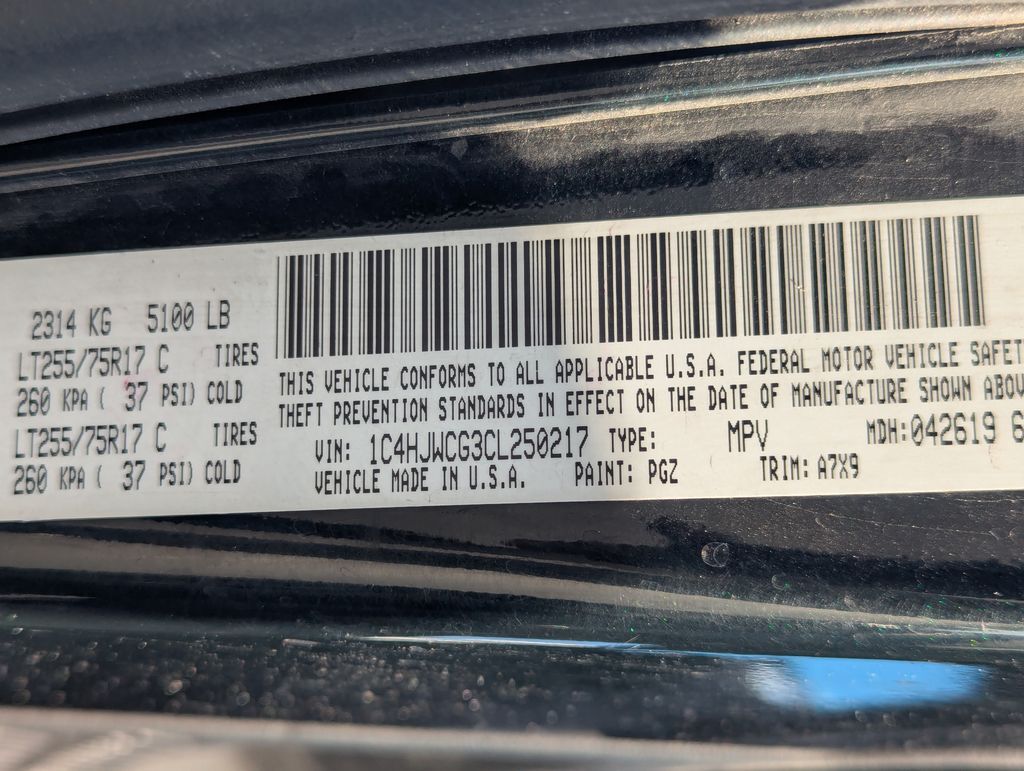 2314 KG 5100 LB
LT255/75R17 C TIRES
260 KPA ( 37 PSI) COLD
LT255/75R17 C TIRES
260 KPA ( 37 PSI) COLD
THIS VEHICLE CONFORMS TO ALL APPLICABLE U.S.A. FEDERAL MOTOR VEHICLE SAFET
THEFT PREVENTION STANDARDS IN EFFECT ON THE DATE OF MANUFACTURE SHOWN ABOV
VIN: 1C4HJWCG3CL250217 TYPE: MPV MDH:042619 6
VEHICLE MADE IN U.S.A. PAINT: PGZ TRIM: A7X9